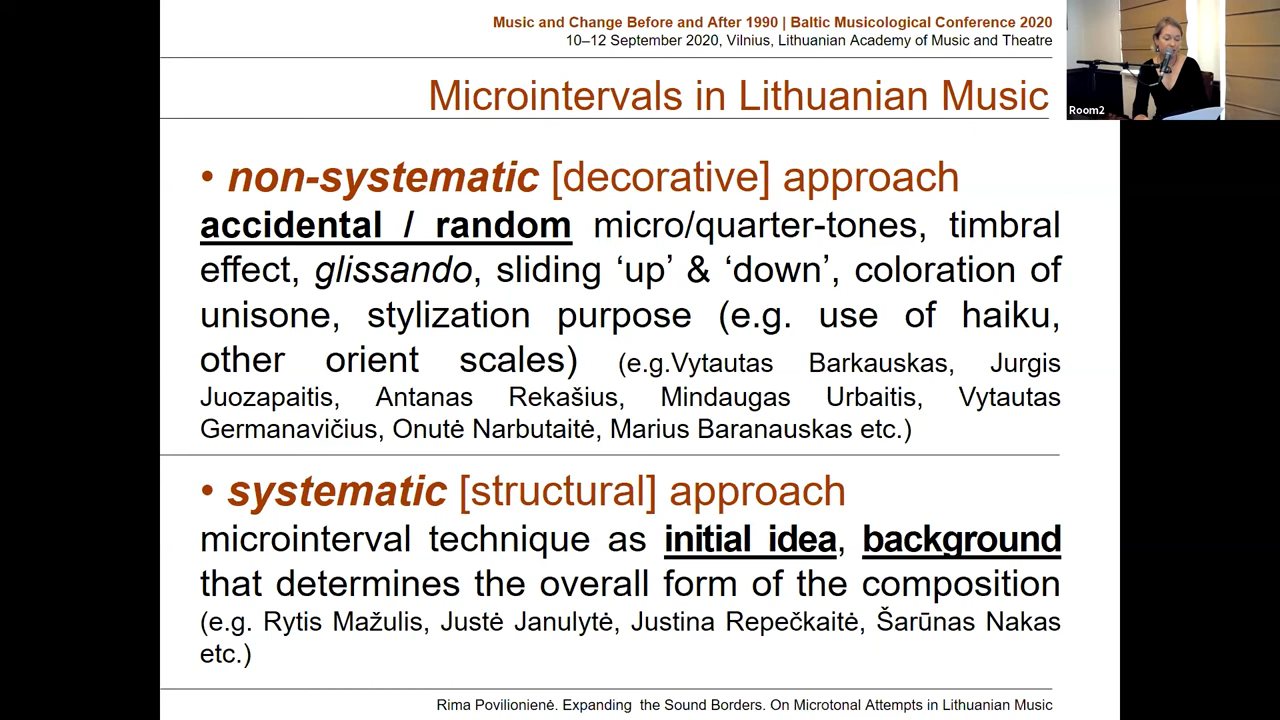 Music and Change Before and After 1990 | Baltic Musicological Conference 2020
10–12 September 2020, Vilnius, Lithuanian Academy of Music and Theatre
Room2
Microintervals in Lithuanian Music
• non-systematic [decorative] approach
accidental / random micro/quarter-tones, timbral
effect, glissando, sliding ‘up’ & ‘down’, coloration of
unisone, stylization purpose (e.g. use of haiku,
other orient scales) (e.g.Vytautas Barkauskas, Jurgis
Juozapaitis, Antanas Rekašius, Mindaugas Urbaitis, Vytautas
Germanavičius, Onutė Narbutaitė, Marius Baranauskas etc.)
• systematic [structural] approach
microinterval technique as initial idea, background
that determines the overall form of the composition
(e.g. Rytis Mažulis, Justė Janulytė, Justina Repečkaitė, Šarūnas Nakas
etc.)
Rima Povilionienė. Expanding the Sound Borders. On Microtonal Attempts in Lithuanian Music